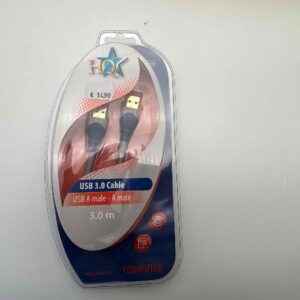 HQ
€ 14,90
USB 3.0 Cable
USB A male - A male
3.0 m
COMPUTER